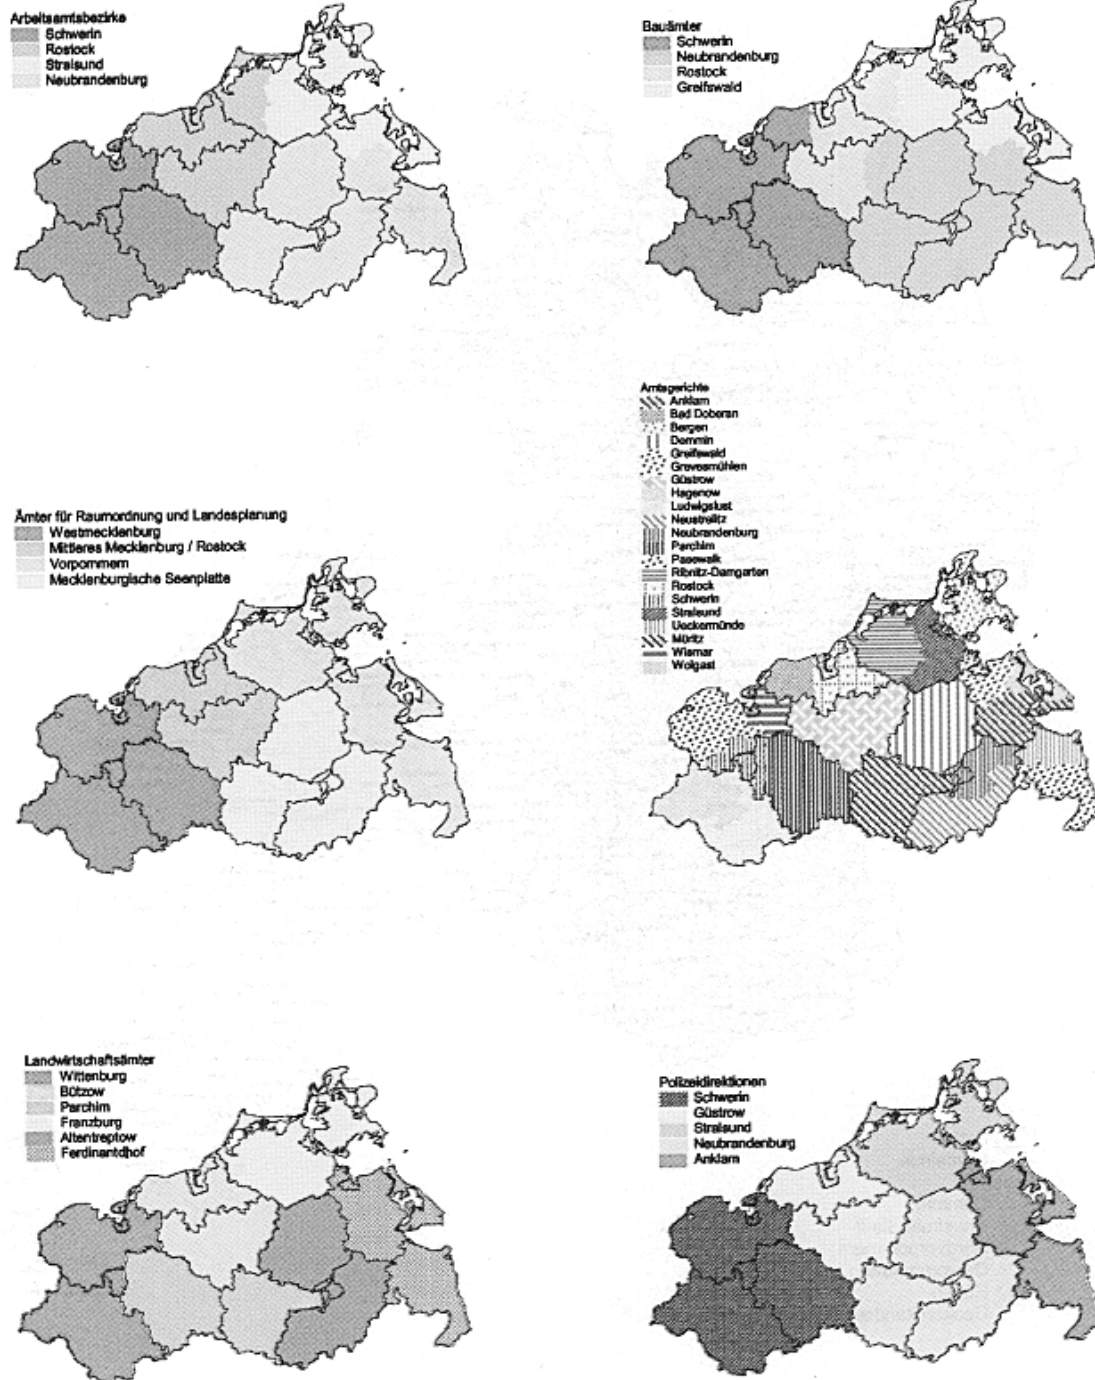 Arbeitsamtsbezirke
Schwerin
Rostock
Stralsund
Neubrandenburg
Bauämter
Schwerin
Neubrandenburg
Rostock
Greifswald
Ämter für Raumordnung und Landesplanung
Westmecklenburg
Mittleres Mecklenburg / Rostock
Vorpommern
Mecklenburgische Seenplatte
Amtsgerichte
Anklam
Bad Doberan
Bergen
Demmin
Greifswald
Grevesmühlen
Güstrow
Hagenow
Ludwigslust
Neustrelitz
Neubrandenburg
Parchim
Pasewalk
Ribnitz-Damgarten
Rostock
Schwerin
Stralsund
Ueckermünde
Müritz
Wismar
Wolgast
Landwirtschaftsämter
Wittenburg
Bützow
Parchim
Franzburg
Altentreptow
Ferdinantdhof
Polizeidirektionen
Schwerin
Güstrow
Stralsund
Neubrandenburg
Anklam